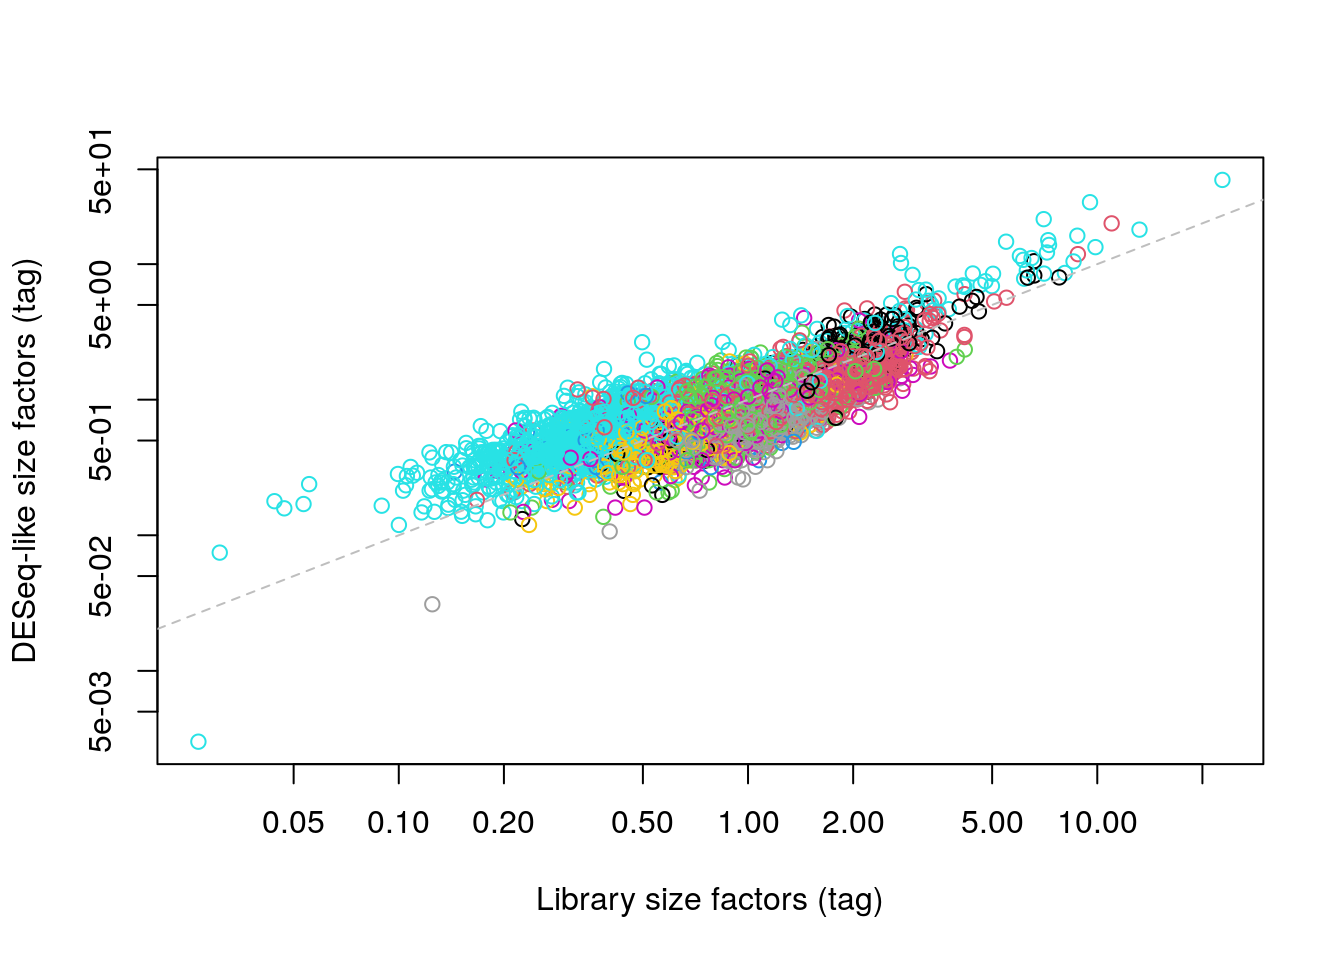 DESeq-like size factors (tag)
5e+01
5e+00
5e-01
5e-02
5e-03
0.05 0.10 0.20 0.50 1.00 2.00 5.00 10.00
Library size factors (tag)